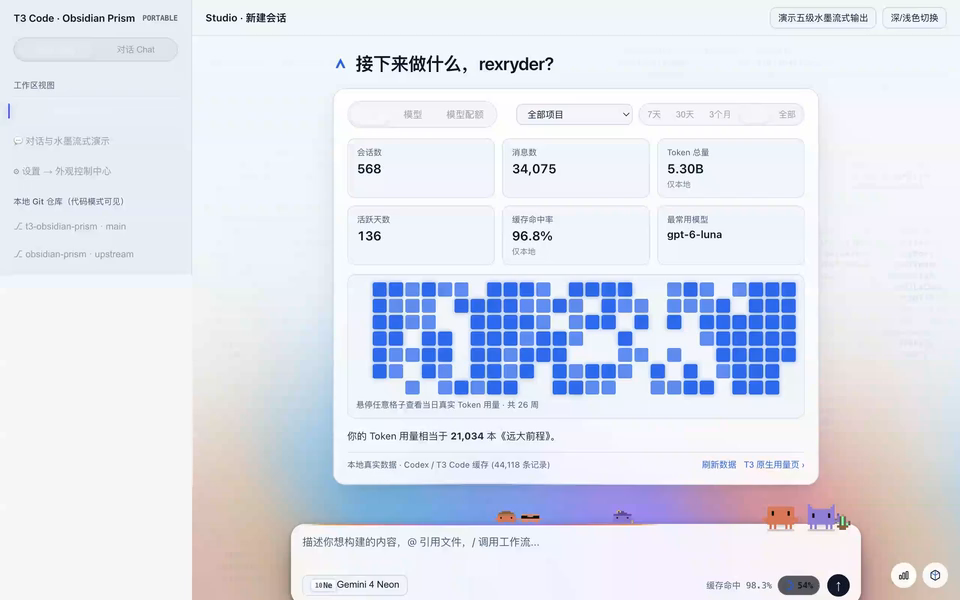 T3 Code · Obsidian Prism PORTABLE
对话 Chat
工作区视图
对话与水墨流式演示
设置 → 外观控制中心
本地 Git 仓库（代码模式可见）
t3-obsidian-prism · main
obsidian-prism · upstream
Studio · 新建会话
演示五级水墨流式输出
深/浅色切换
接下来做什么，rexryder?
模型 模型配额
全部项目
7天 30天 3个月 全部
会话数
568
消息数
34,075
Token 总量
5.30B
仅本地
活跃天数
136
缓存命中率
96.8%
仅本地
最常用模型
gpt-6-luna
悬停任意格子查看当日真实 Token 用量 · 共 26 周
你的 Token 用量相当于 21,034 本《远大前程》。
本地真实数据 · Codex / T3 Code 缓存 (44,118 条记录)
刷新数据 T3 原生用量页 ›
描述你想构建的内容，@ 引用文件，/ 调用工作流...
10Ne Gemini 4 Neon
缓存命中 98.3%
54%
↑